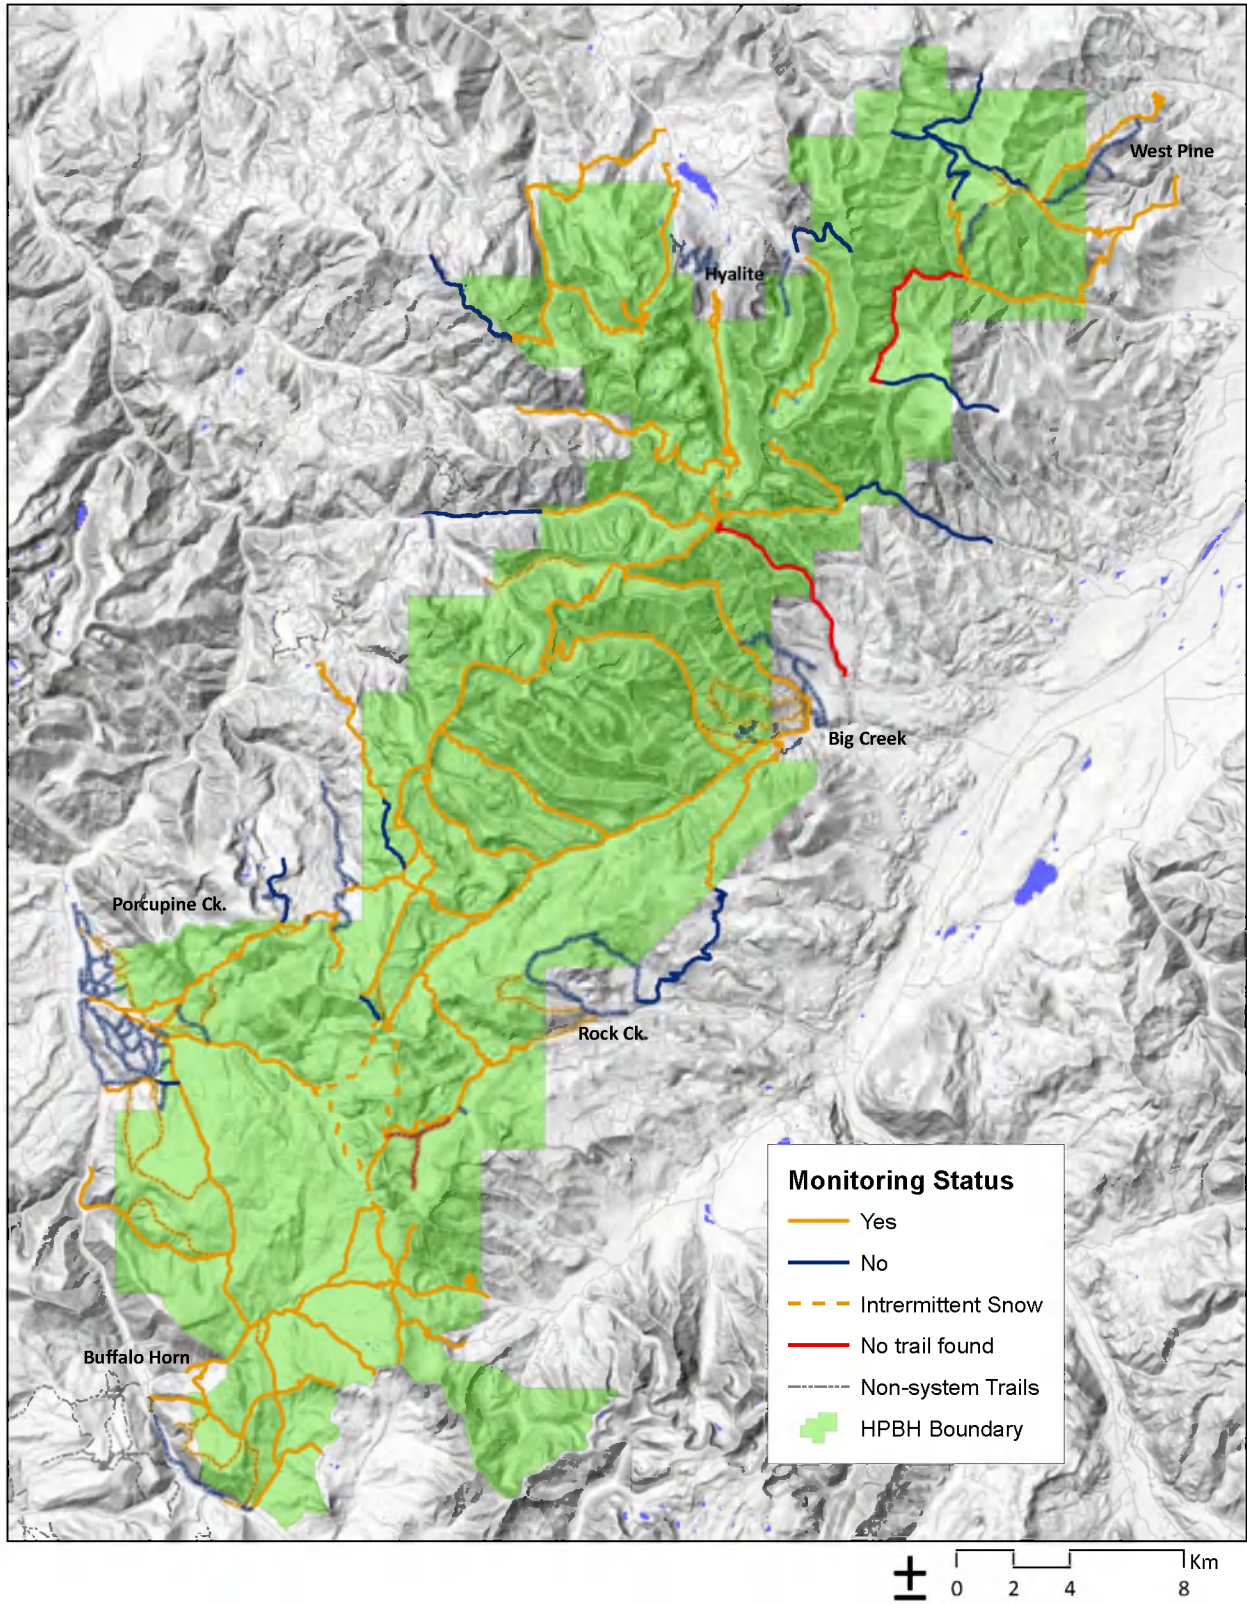 West Pine
Hyalite
Big Creek
Porcupine Ck.
Rock Ck.
Buffalo Horn
Monitoring Status
Yes
No
Intrermittent Snow
No trail found
Non-system Trails
HPBH Boundary
Km
0 2 4 8